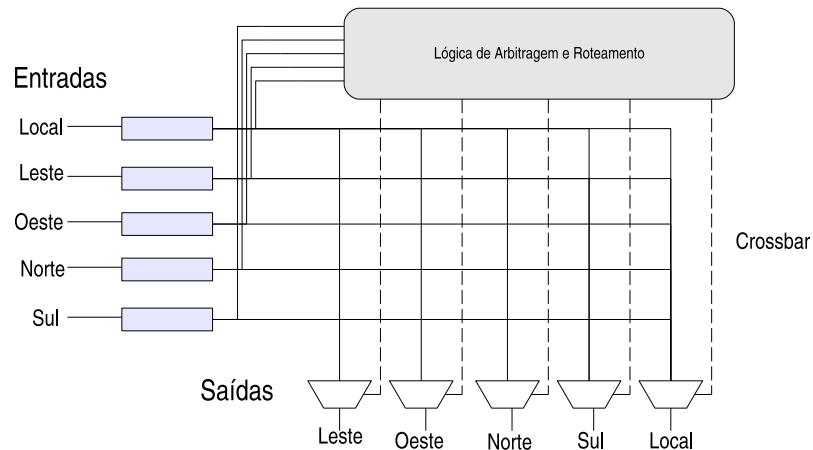 Lógica de Arbitragem e Roteamento
Entradas
Local
Leste
Oeste
Norte
Sul
Crossbar
Saídas
Leste
Oeste
Norte
Sul
Local